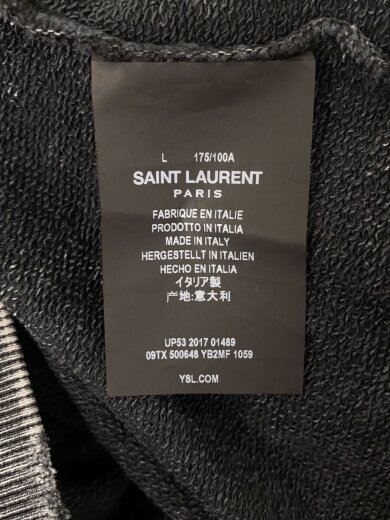 L 175/100A
SAINT LAURENT
PARIS
FABRIQUE EN ITALIE
PRODOTTO IN ITALIA
MADE IN ITALY
HERGESTELLT IN ITALIEN
HECHO EN ITALIA
イタリア製
产地:意大利
UP53 2017 01489
09TX 500648 YB2MF 1059
YSL.COM